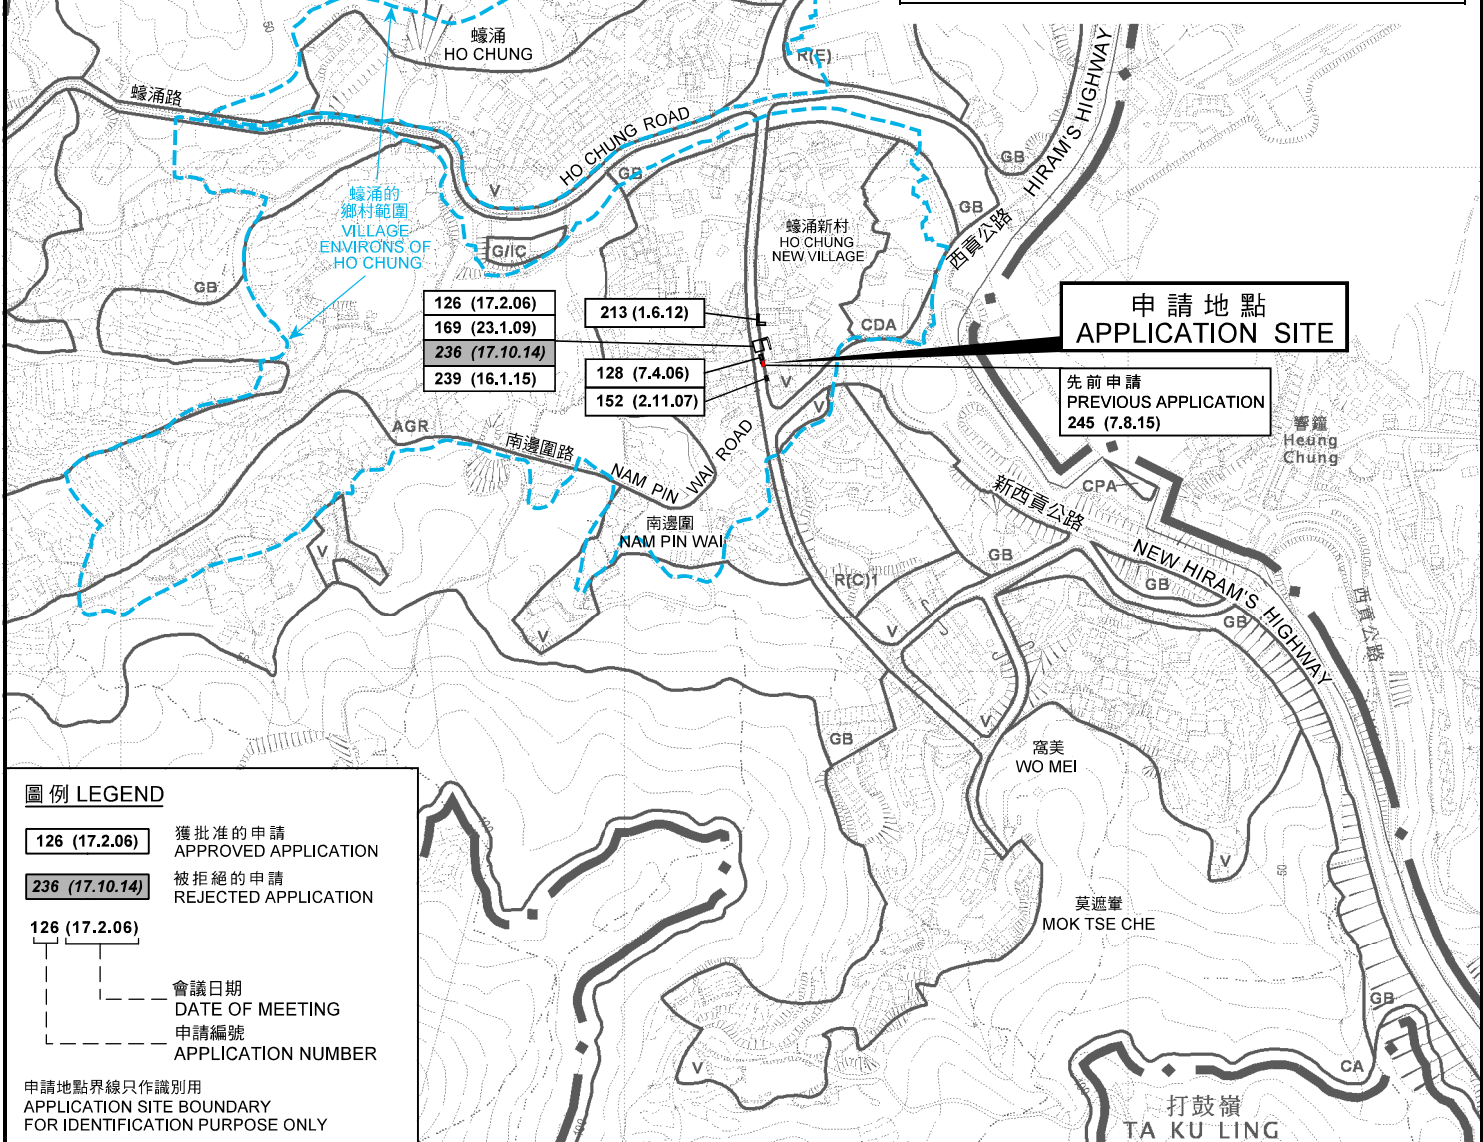 蠔涌
HO CHUNG
R(E)
50
蠔涌路
HO CHUNG ROAD
HIRAM'S HIGHWAY
GB
V
GB
GB
蠔涌的
鄉村範圍
VILLAGE
ENVIRONS OF
HO CHUNG
G/IC
蠔涌新村
HO CHUNG
NEW VILLAGE
西貢公路
GB
126 (17.2.06)
169 (23.1.09)
236 (17.10.14)
239 (16.1.15)
213 (1.6.12)
128 (7.4.06)
152 (2.11.07)
CDA
申請地點
APPLICATION SITE
先前申請
PREVIOUS APPLICATION
245 (7.8.15)
V
V
AGR
南邊圍路
NAM PIN WAI ROAD
響鐘
Heung
Chung
CPA
新西貢公路
NEW HIRAM'S HIGHWAY
南邊圍
NAM PIN WAI
V
GB
R(C)1
GB
GB
西貢公路
V
V
50
V
GB
窩美
WO MEI
V
50
莫遮輋
MOK TSE CHE
GB
V
CA
100
100
100
打鼓嶺
TA KU LING
圖例 LEGEND
126 (17.2.06)
獲批准的申請
APPROVED APPLICATION
236 (17.10.14)
被拒絕的申請
REJECTED APPLICATION
126 (17.2.06)
會議日期
DATE OF MEETING
申請編號
APPLICATION NUMBER
申請地點界線只作識別用
APPLICATION SITE BOUNDARY
FOR IDENTIFICATION PURPOSE ONLY